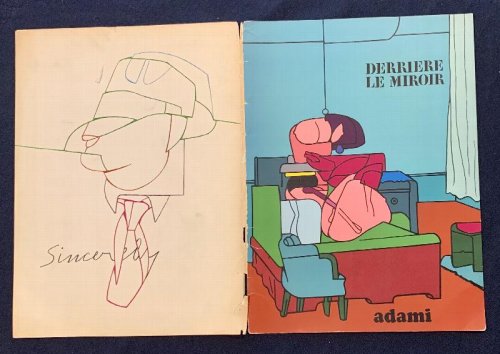 Sincerely
DERRIERE
LE MIROIR
adami